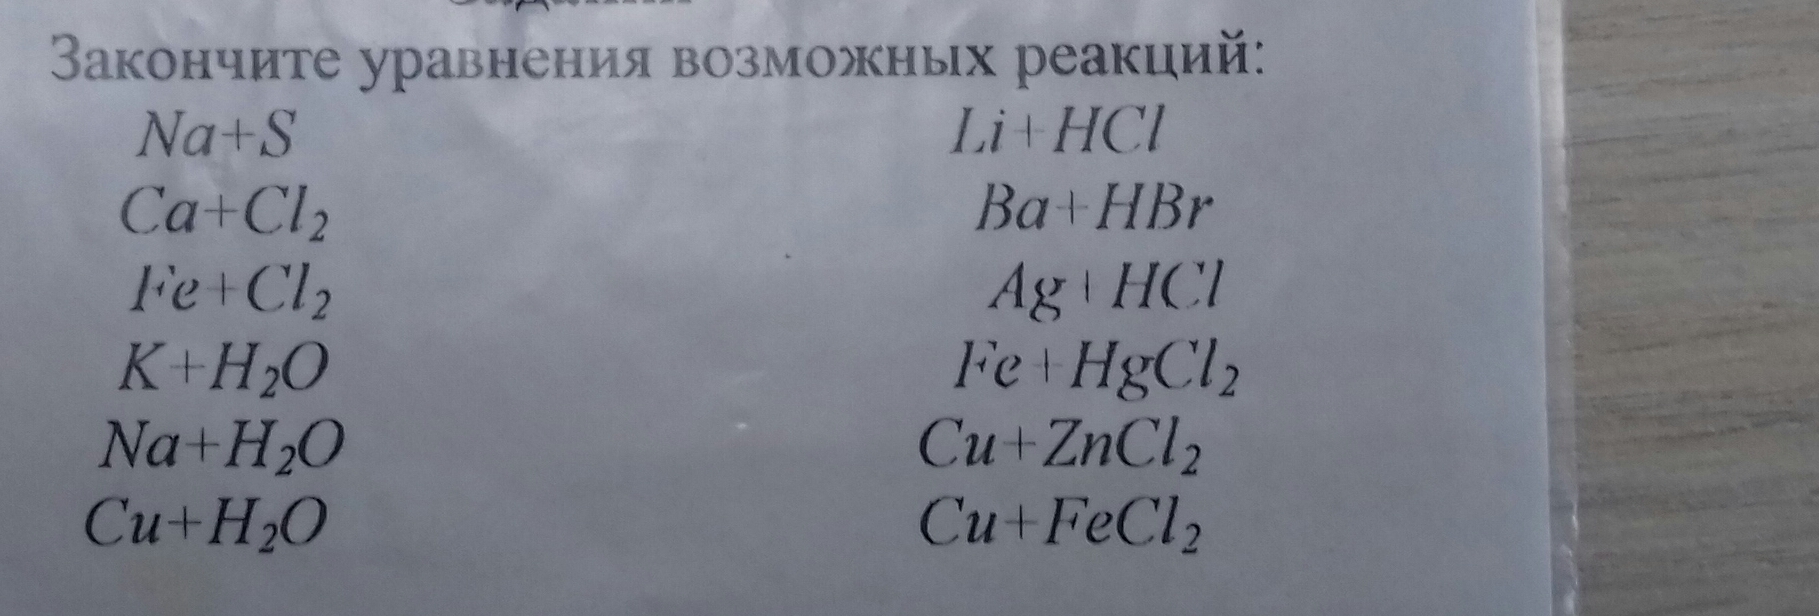 Закончите уравнения возможных реакций:
Na+S
Ca+Cl₂
Fe+Cl₂
K+H₂O
Na+H₂O
Cu+H₂O
Li+HCl
Ba+HBr
Ag+HCl
Fe+HgCl₂
Cu+ZnCl₂
Cu+FeCl₂